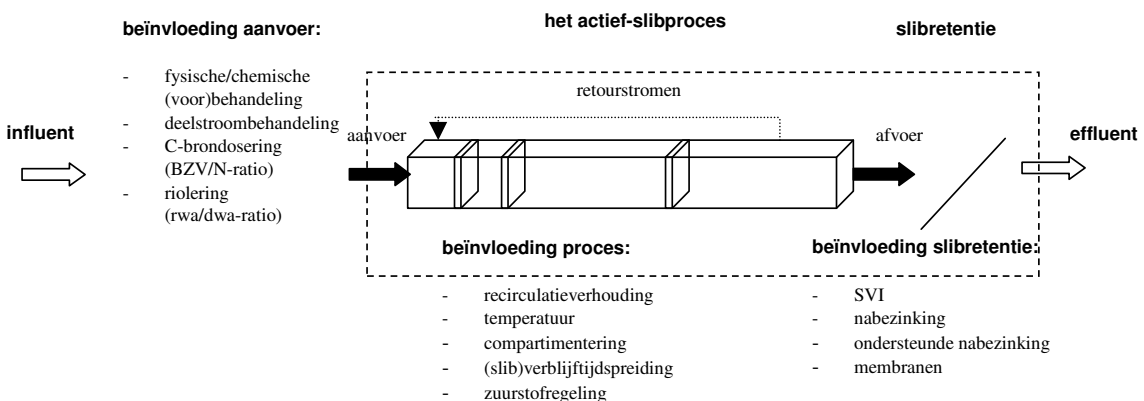 beïnvloeding aanvoer:
het actief-slibproces
slibretentie
- fysische/chemische
(voor)behandeling
- deelstroombehandeling
- C-brondosering
(BZV/N-ratio)
- riolering
(rwa/dwa-ratio)
influent
aanvoer
retourstromen
afvoer
effluent
beïnvloeding proces:
- recirculatieverhouding
- temperatuur
- compartimentering
- (slib)verblijftijdspreiding
- zuurstofregeling
beïnvloeding slibretentie:
- SVI
- nabezinking
- ondersteunde nabezinking
- membranen